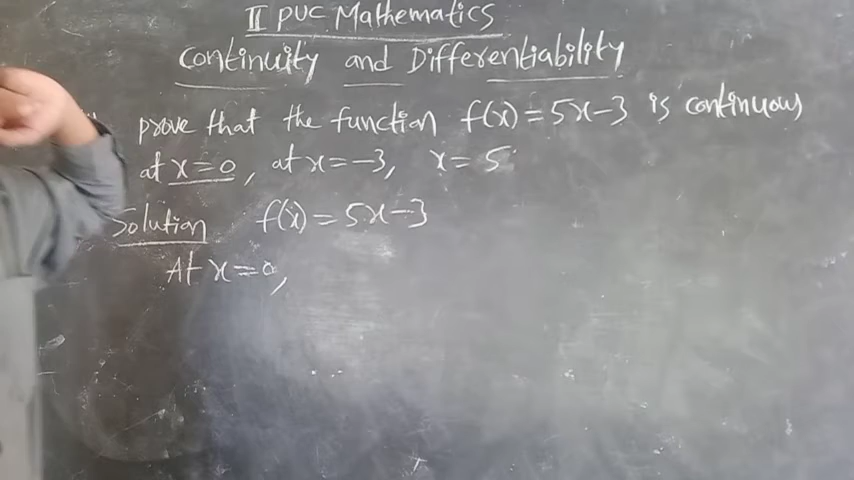 II PUC Mathematics
Continuity and Differentiability
prove that the function f(x) = 5x-3 is continuous
at x=0, at x=-3, x=5
Solution f(x) = 5x-3
At x=0,